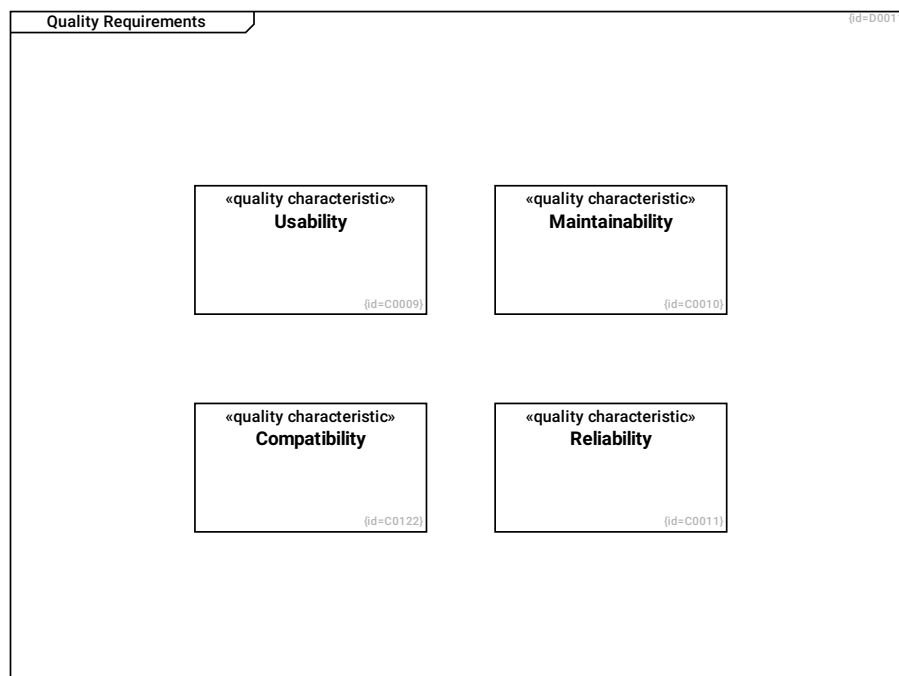 Quality Requirements
{id=D001
«quality characteristic»
Usability
{id=C0009}
«quality characteristic»
Maintainability
{id=C0010}
«quality characteristic»
Compatibility
{id=C0122}
«quality characteristic»
Reliability
{id=C0011}